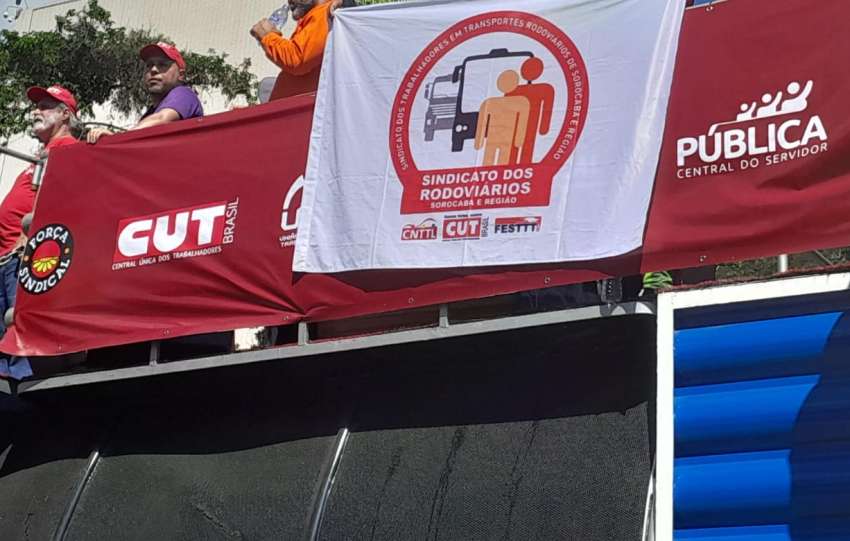 FORÇA
SINDICAL
CUT
BRASIL
CENTRAL ÚNICA DOS TRABALHADORES
SINDICATO DOS TRABALHADORES EM TRANSPORTES RODOVIÁRIOS DE SOROCABA E REGIÃO
SINDICATO DOS
RODOVIÁRIOS
SOROCABA E REGIÃO
CNTTL
CUT
BRASIL
FESTTT
PÚBLICA
CENTRAL DO SERVIDOR